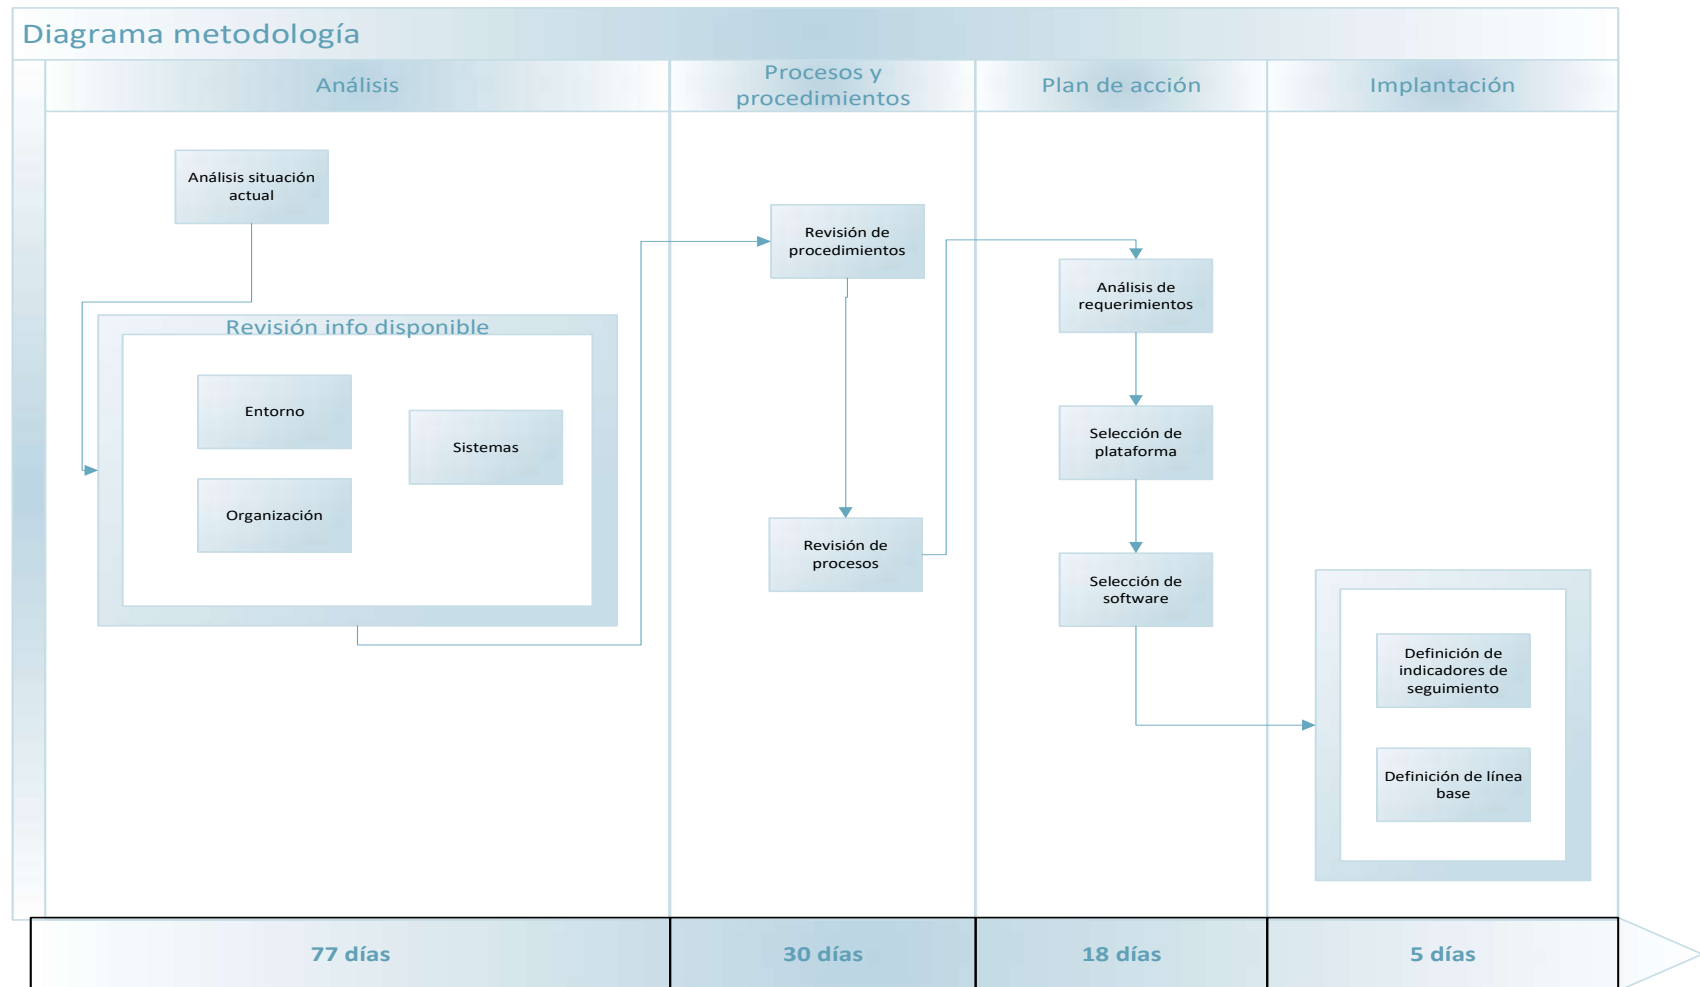 Diagrama metodología
Análisis
Procesos y
procedimientos
Plan de acción
Implantación
Análisis situación
actual
Revisión info disponible
Entorno
Sistemas
Organización
Revisión de
procedimientos
Revisión de
procesos
Análisis de
requerimientos
Selección de
plataforma
Selección de
software
Definición de
indicadores de
seguimiento
Definición de línea
base
77 días
30 días
18 días
5 días